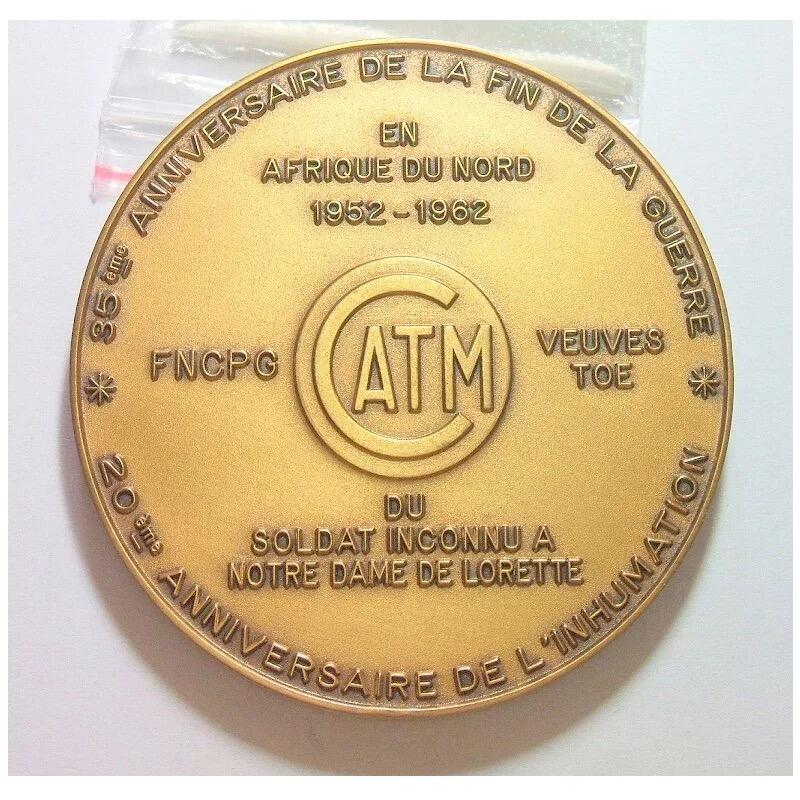 35ème ANNIVERSAIRE DE LA FIN DE LA GUERRE
EN
AFRIQUE DU NORD
1952-1962
FNCPG
CATM
VEUVES
TOE
DU
SOLDAT INCONNU A
NOTRE DAME DE LORETTE
20ème ANNIVERSAIRE DE L'INHUMATION